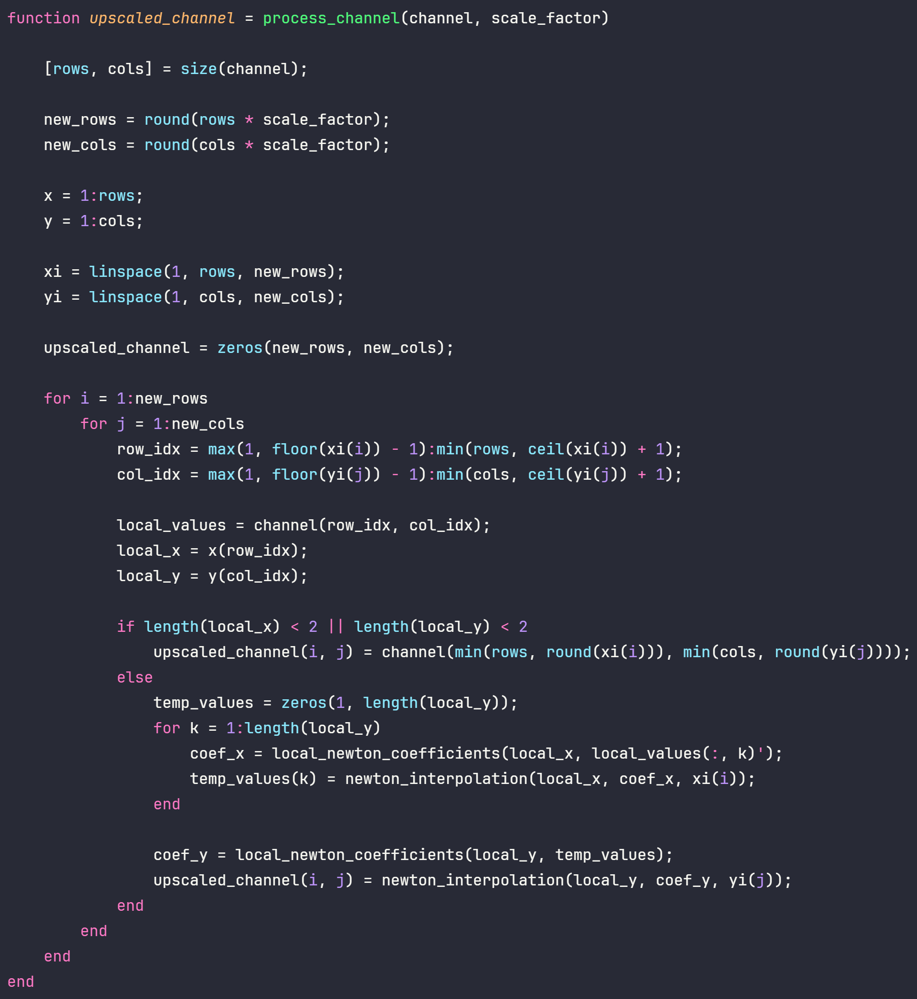 function upscaled_channel = process_channel(channel, scale_factor)

    [rows, cols] = size(channel);

    new_rows = round(rows * scale_factor);
    new_cols = round(cols * scale_factor);

    x = 1:rows;
    y = 1:cols;

    xi = linspace(1, rows, new_rows);
    yi = linspace(1, cols, new_cols);

    upscaled_channel = zeros(new_rows, new_cols);

    for i = 1:new_rows
        for j = 1:new_cols
            row_idx = max(1, floor(xi(i)) - 1):min(rows, ceil(xi(i)) + 1);
            col_idx = max(1, floor(yi(j)) - 1):min(cols, ceil(yi(j)) + 1);

            local_values = channel(row_idx, col_idx);
            local_x = x(row_idx);
            local_y = y(col_idx);

            if length(local_x) < 2 || length(local_y) < 2
                upscaled_channel(i, j) = channel(min(rows, round(xi(i))), min(cols, round(yi(j))));
            else
                temp_values = zeros(1, length(local_y));
                for k = 1:length(local_y)
                    coef_x = local_newton_coefficients(local_x, local_values(:, k)');
                    temp_values(k) = newton_interpolation(local_x, coef_x, xi(i));
                end

                coef_y = local_newton_coefficients(local_y, temp_values);
                upscaled_channel(i, j) = newton_interpolation(local_y, coef_y, yi(j));
            end
        end
    end
end